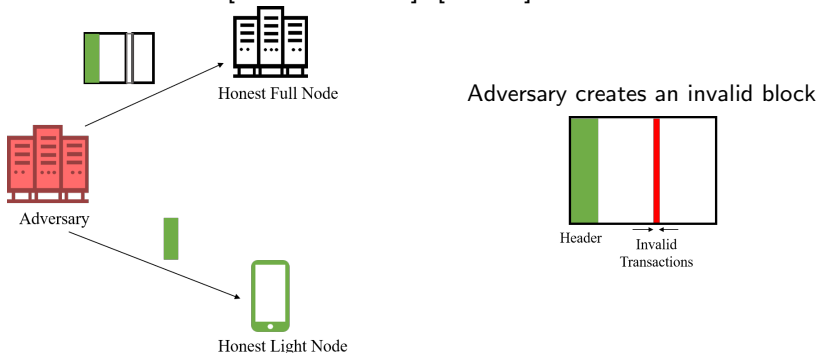 Honest Full Node
Adversary creates an invalid block
Adversary
Header
Invalid
Transactions
Honest Light Node